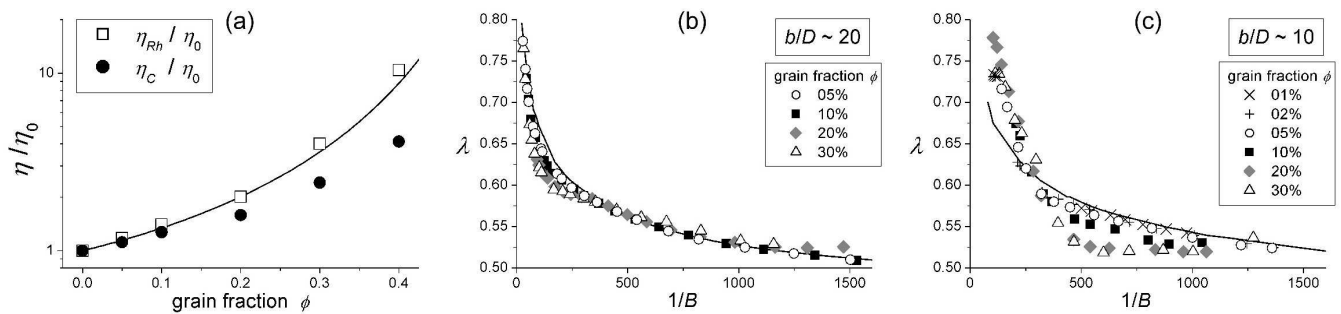 (a)
η_Rh / η_0
η_C / η_0
10
1
η/η_0
0.0 0.1 0.2 0.3 0.4
grain fraction ϕ
(b)
b/D ~ 20
grain fraction ϕ
05%
10%
20%
30%
0.80
0.75
0.70
λ
0.65
0.60
0.55
0.50
0 500 1000 1500
1/B
(c)
b/D ~ 10
grain fraction ϕ
01%
02%
05%
10%
20%
30%
0.80
0.75
0.70
λ
0.65
0.60
0.55
0.50
0 500 1000 1500
1/B